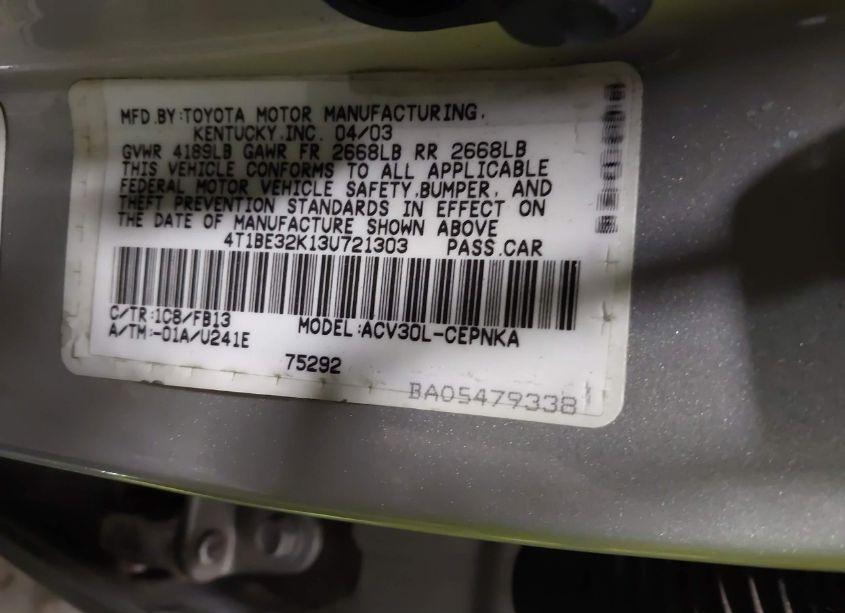 MFD.BY:TOYOTA MOTOR MANUFACTURING,
KENTUCKY,INC. 04/03
GVWR 4189LB GAWR FR 2668LB RR 2668LB
THIS VEHICLE CONFORMS TO ALL APPLICABLE
FEDERAL MOTOR VEHICLE SAFETY,BUMPER, AND
THEFT PREVENTION STANDARDS IN EFFECT ON
THE DATE OF MANUFACTURE SHOWN ABOVE
4T1BE32K13U721303 PASS.CAR
C/TR:1C8/FB13
A/TM:-01A/U241E
MODEL:ACV30L-CEPNKA
75292
BA05479338